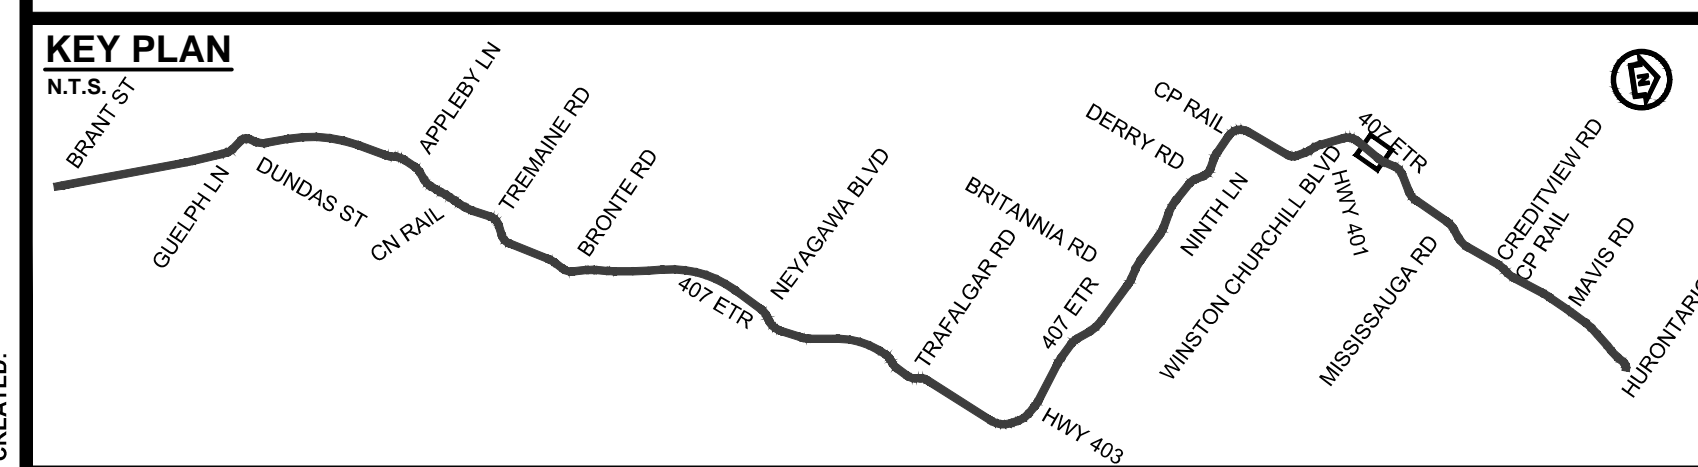 KEY PLAN
N.T.S.
BRANT ST
GUELPH LN
DUNDAS ST
APPLEBY LN
CN RAIL
TREMAINE RD
BRONTE RD
407 ETR
NEYAGAWA BLVD
TRAFALGAR RD
BRITANNIA RD
407 ETR
HWY 403
DERRY RD
CP RAIL
NINTH LN
WINSTON CHURCHILL BLVD
HWY 401
407 ETR
MISSISSAUGA RD
CREDITVIEW RD
CP RAIL
MAVIS RD
N
CREATED: